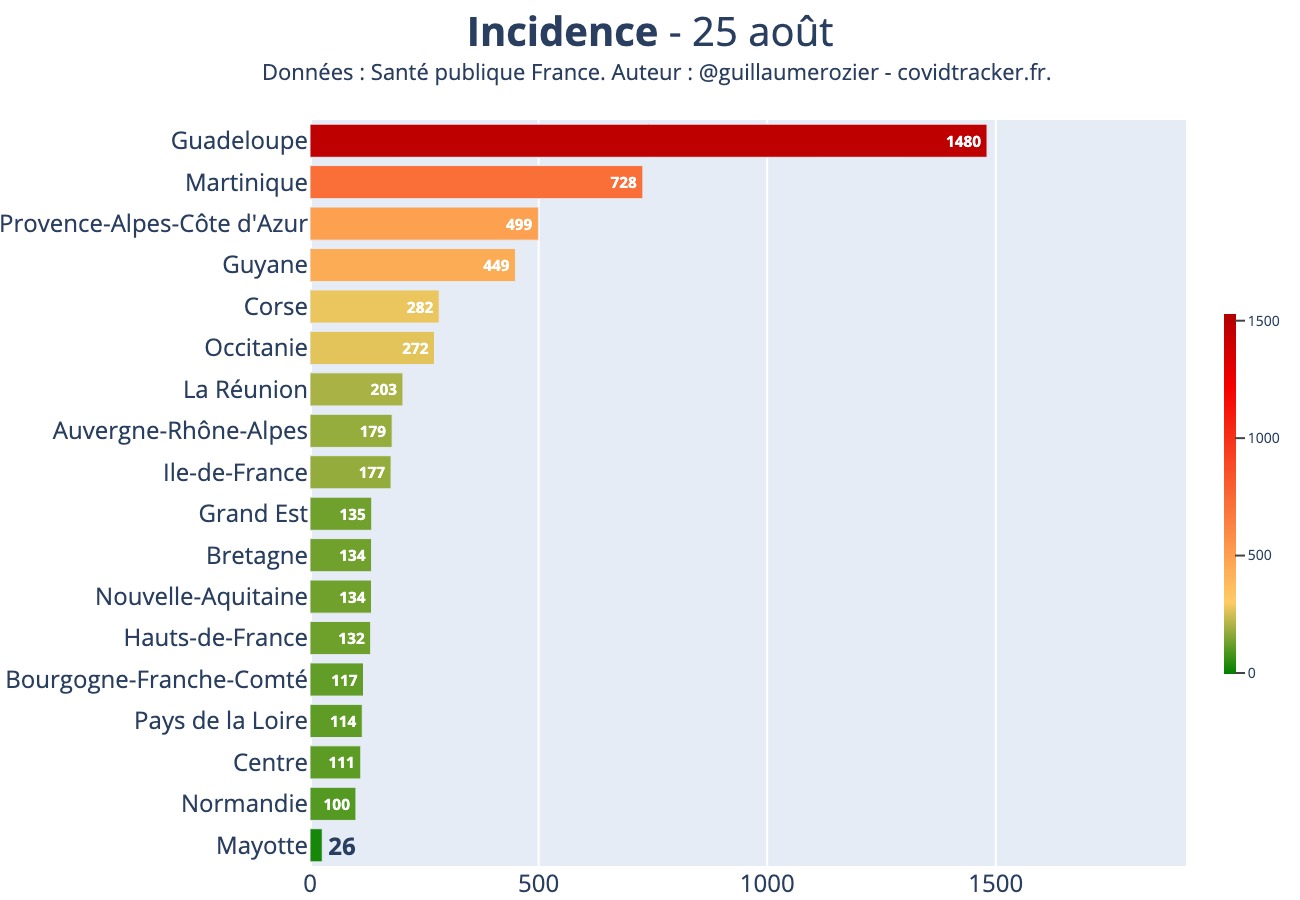 Incidence - 25 août
Données : Santé publique France. Auteur : @guillaumerozier - covidtracker.fr.
Guadeloupe 1480
Martinique 728
Provence-Alpes-Côte d'Azur 499
Guyane 449
Corse 282
Occitanie 272
La Réunion 203
Auvergne-Rhône-Alpes 179
Ile-de-France 177
Grand Est 135
Bretagne 134
Nouvelle-Aquitaine 134
Hauts-de-France 132
Bourgogne-Franche-Comté 117
Pays de la Loire 114
Centre 111
Normandie 100
Mayotte 26
0 500 1000 1500
1500
1000
500
0